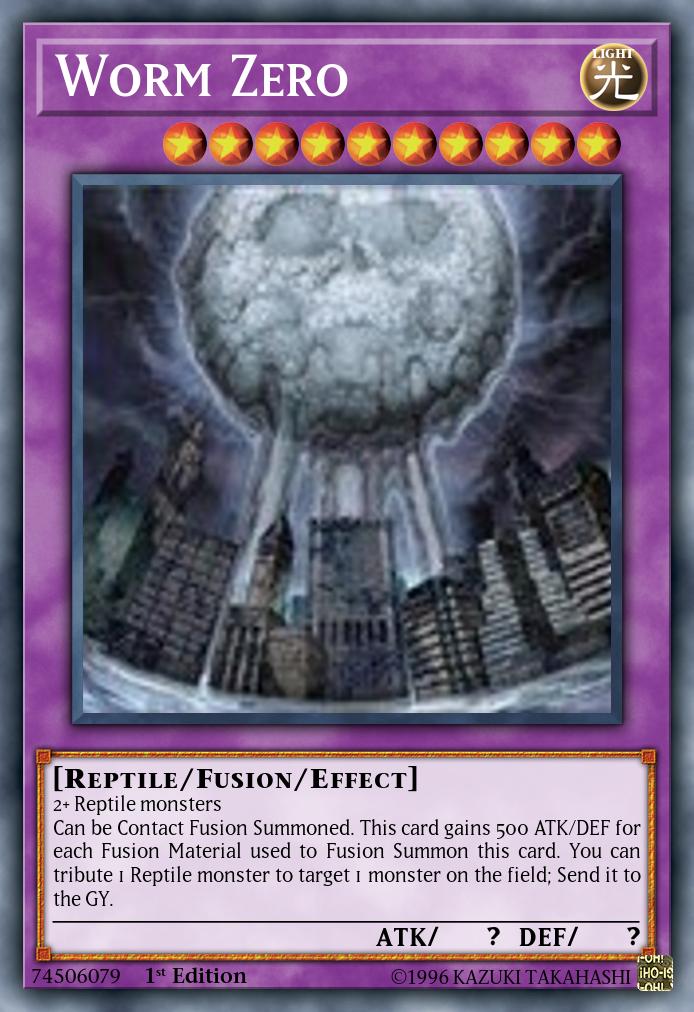 WORM ZERO
LIGHT
光
[REPTILE/FUSION/EFFECT]
2+ Reptile monsters
Can be Contact Fusion Summoned. This card gains 500 ATK/DEF for
each Fusion Material used to Fusion Summon this card. You can
tribute 1 Reptile monster to target 1 monster on the field; Send it to
the GY.
ATK/ ? DEF/ ?
74506079 1st Edition ©1996 KAZUKI TAKAHASHI